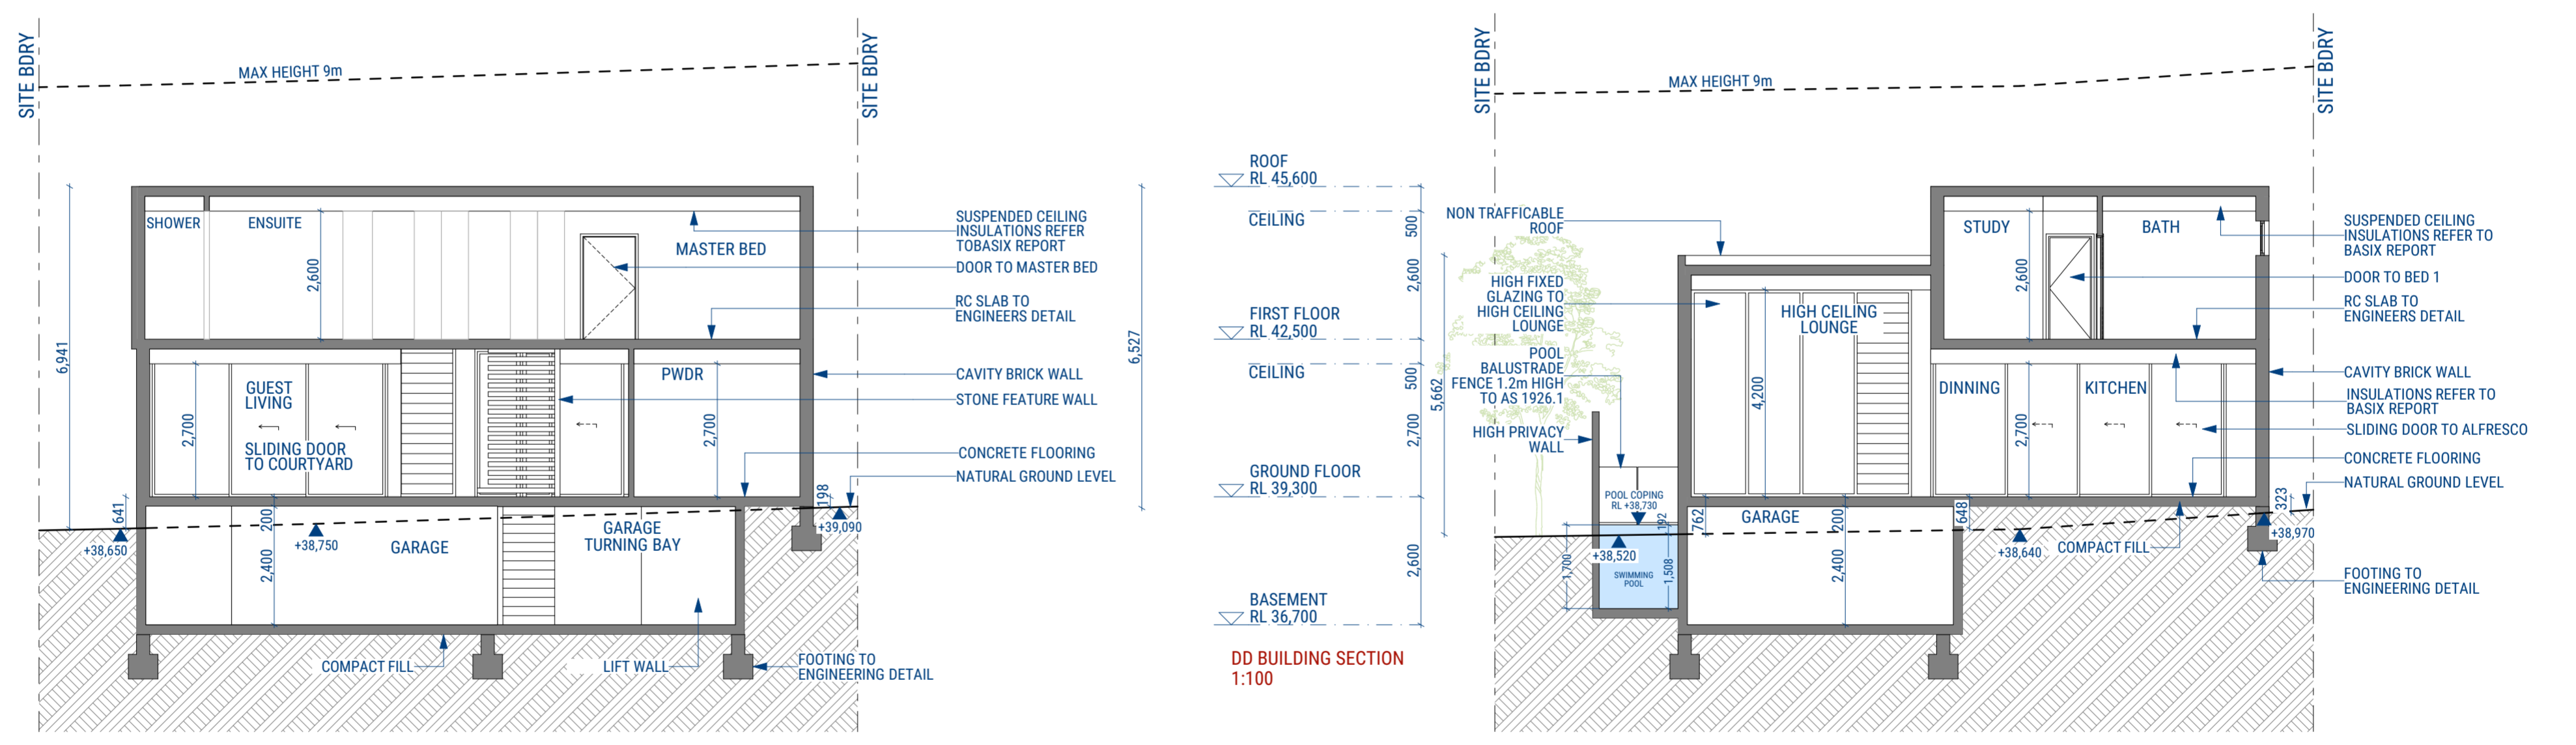 SITE BDRY
MAX HEIGHT 9m
SITE BDRY
SHOWER
ENSUITE
2,600
MASTER BED
SUSPENDED CEILING
INSULATIONS REFER
TOBASIX REPORT
DOOR TO MASTER BED
RC SLAB TO
ENGINEERS DETAIL
6,941
6,527
GUEST
LIVING
2,700
SLIDING DOOR
TO COURTYARD
PWDR
2,700
CAVITY BRICK WALL
STONE FEATURE WALL
CONCRETE FLOORING
NATURAL GROUND LEVEL
641
198
+38,650
+38,750
+39,090
200
2,400
GARAGE
GARAGE
TURNING BAY
COMPACT FILL
LIFT WALL
FOOTING TO
ENGINEERING DETAIL
ROOF
RL 45,600
CEILING
500
2,600
FIRST FLOOR
RL 42,500
CEILING
500
5,662
2,700
GROUND FLOOR
RL 39,300
2,600
BASEMENT
RL 36,700
DD BUILDING SECTION
1:100
SITE BDRY
MAX HEIGHT 9m
SITE BDRY
NON TRAFFICABLE
ROOF
HIGH FIXED
GLAZING TO
HIGH CEILING
LOUNGE
POOL
BALUSTRADE
FENCE 1.2m HIGH
TO AS 1926.1
HIGH PRIVACY
WALL
HIGH CEILING
LOUNGE
4,200
STUDY
2,600
BATH
DINNING
KITCHEN
2,700
POOL COPING
RL +38,730
192
762
GARAGE
200
648
2,400
+38,520
1,700
SWIMMING
POOL
1,508
+38,640
COMPACT FILL
323
+38,970
SUSPENDED CEILING
INSULATIONS REFER TO
BASIX REPORT
DOOR TO BED 1
RC SLAB TO
ENGINEERS DETAIL
CAVITY BRICK WALL
INSULATIONS REFER TO
BASIX REPORT
SLIDING DOOR TO ALFRESCO
CONCRETE FLOORING
NATURAL GROUND LEVEL
FOOTING TO
ENGINEERING DETAIL